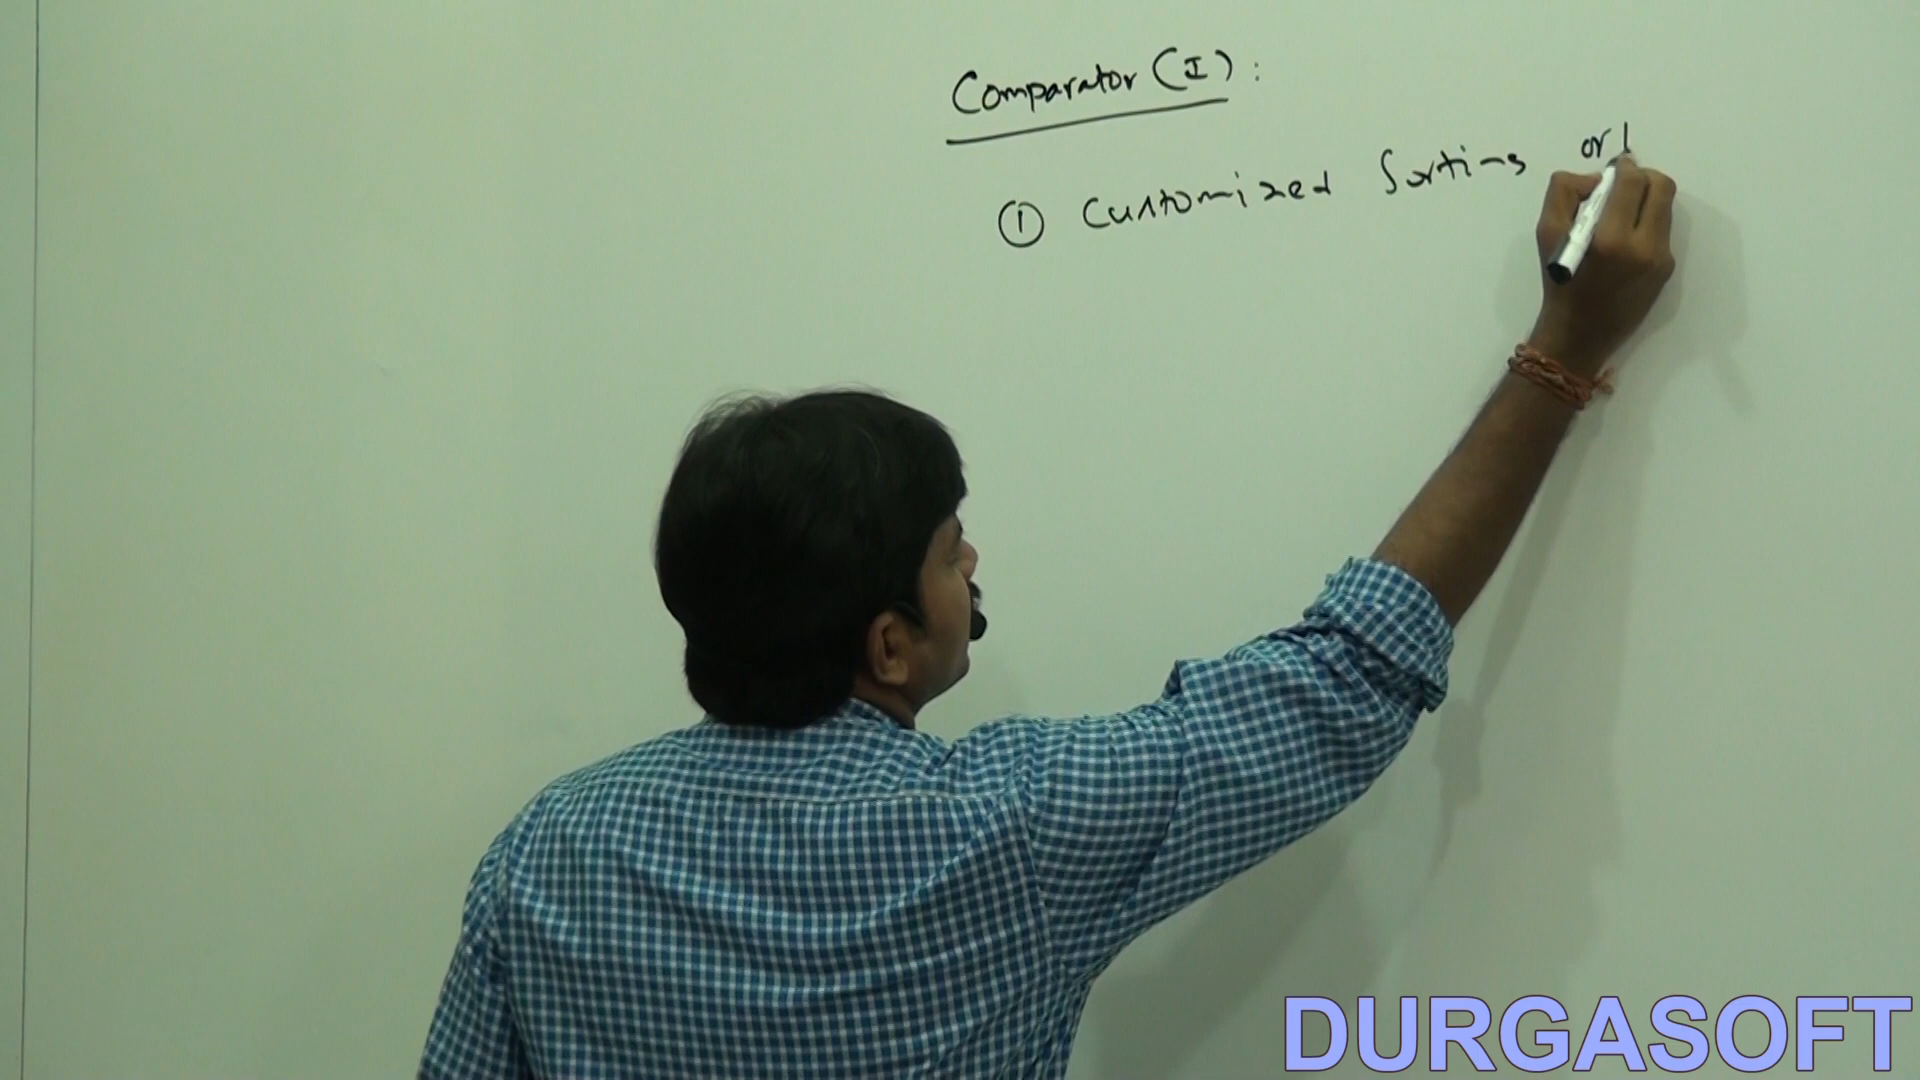 Comparator (I) :
① Customized Sorting or
DURGASOFT